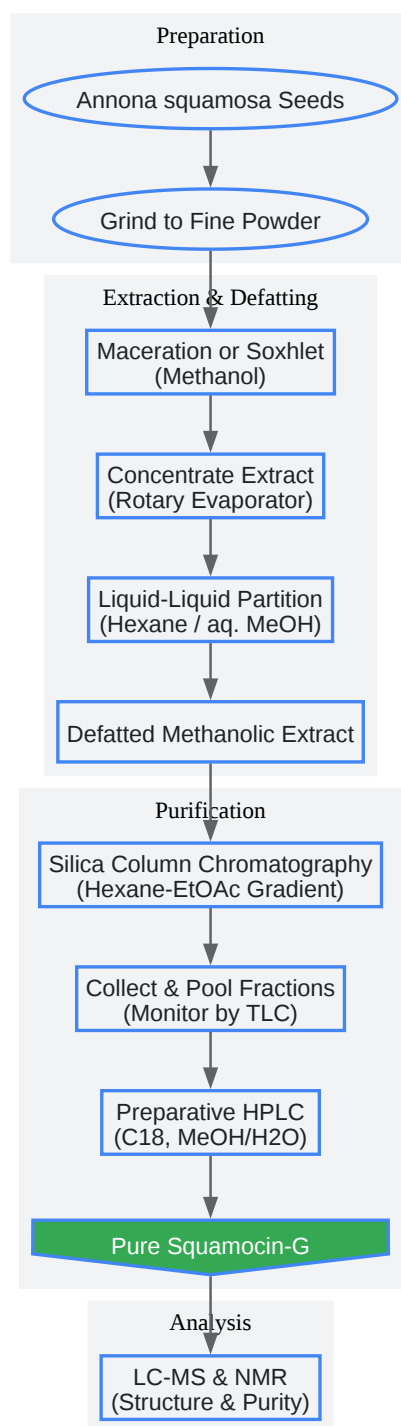 Preparation
Annona squamosa Seeds
Grind to Fine Powder
Extraction & Defatting
Maceration or Soxhlet
(Methanol)
Concentrate Extract
(Rotary Evaporator)
Liquid-Liquid Partition
(Hexane / aq. MeOH)
Defatted Methanolic Extract
Purification
Silica Column Chromatography
(Hexane-EtOAc Gradient)
Collect & Pool Fractions
(Monitor by TLC)
Preparative HPLC
(C18, MeOH/H2O)
Pure Squamocin-G
Analysis
LC-MS & NMR
(Structure & Purity)